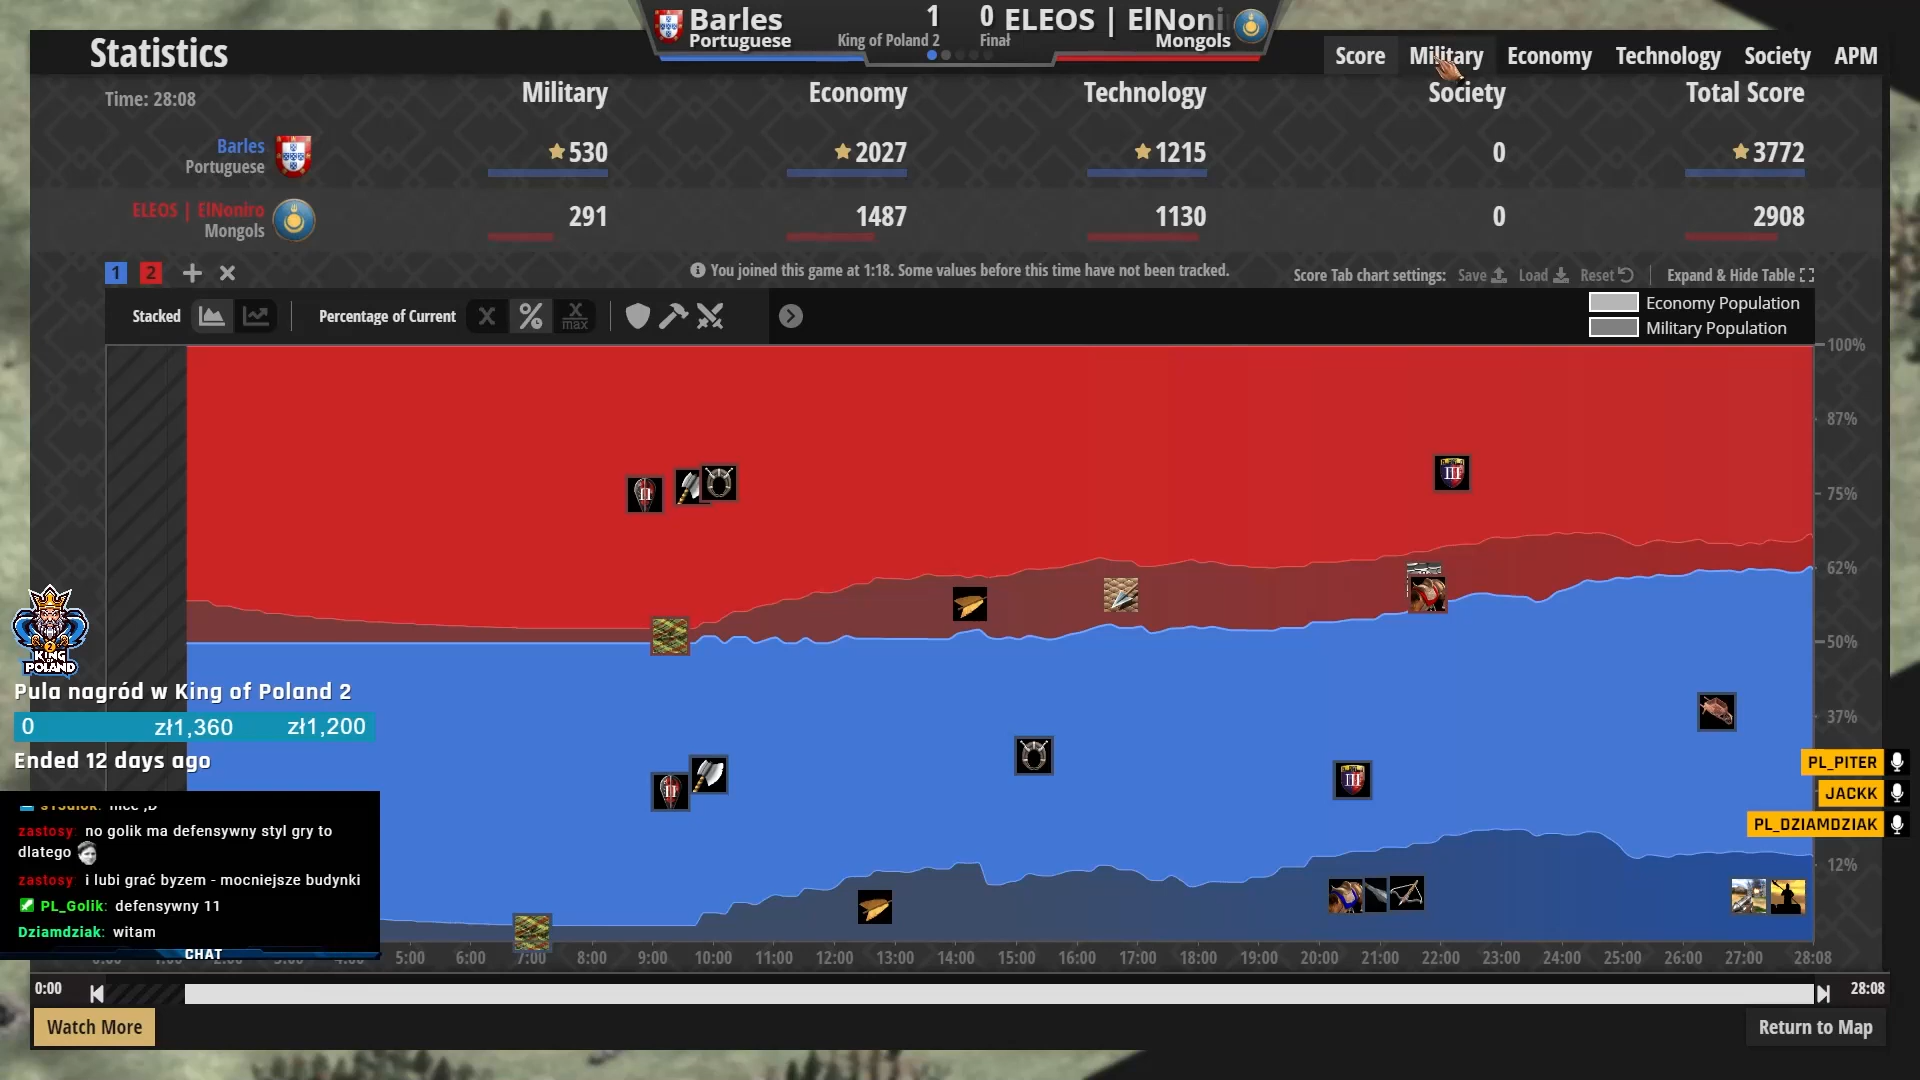 Barles
Portuguese
1
King of Poland 2
0
Finał
ELEOS | ElNoni
Mongols
Statistics
Score
Military
Economy
Technology
Society
APM
Time: 28:08
Military
Economy
Technology
Society
Total Score
Barles
Portuguese
530
2027
1215
0
3772
ELEOS | ElNoniro
Mongols
291
1487
1130
0
2908
1
2
You joined this game at 1:18. Some values before this time have not been tracked.
Score Tab chart settings:
Save
Load
Reset
Expand & Hide Table
Stacked
Percentage of Current
X
%
X max
Economy Population
Military Population
100%
87%
75%
62%
50%
37%
12%
II
III
II
III
KING
OF
POLAND
2
Pula nagród w King of Poland 2
0
zł1,360
zł1,200
Ended 12 days ago
zastosy: no golik ma defensywny styl gry to
dlatego
zastosy: i lubi grać byzem - mocniejsze budynki
PL_Golik: defensywny 11
Dziamdziak: witam
CHAT
PL_PITER
JACKK
PL_DZIAMDZIAK
5:00
6:00
7:00
8:00
9:00
10:00
11:00
12:00
13:00
14:00
15:00
16:00
17:00
18:00
19:00
20:00
21:00
22:00
23:00
24:00
25:00
26:00
27:00
28:08
0:00
28:08
Watch More
Return to Map